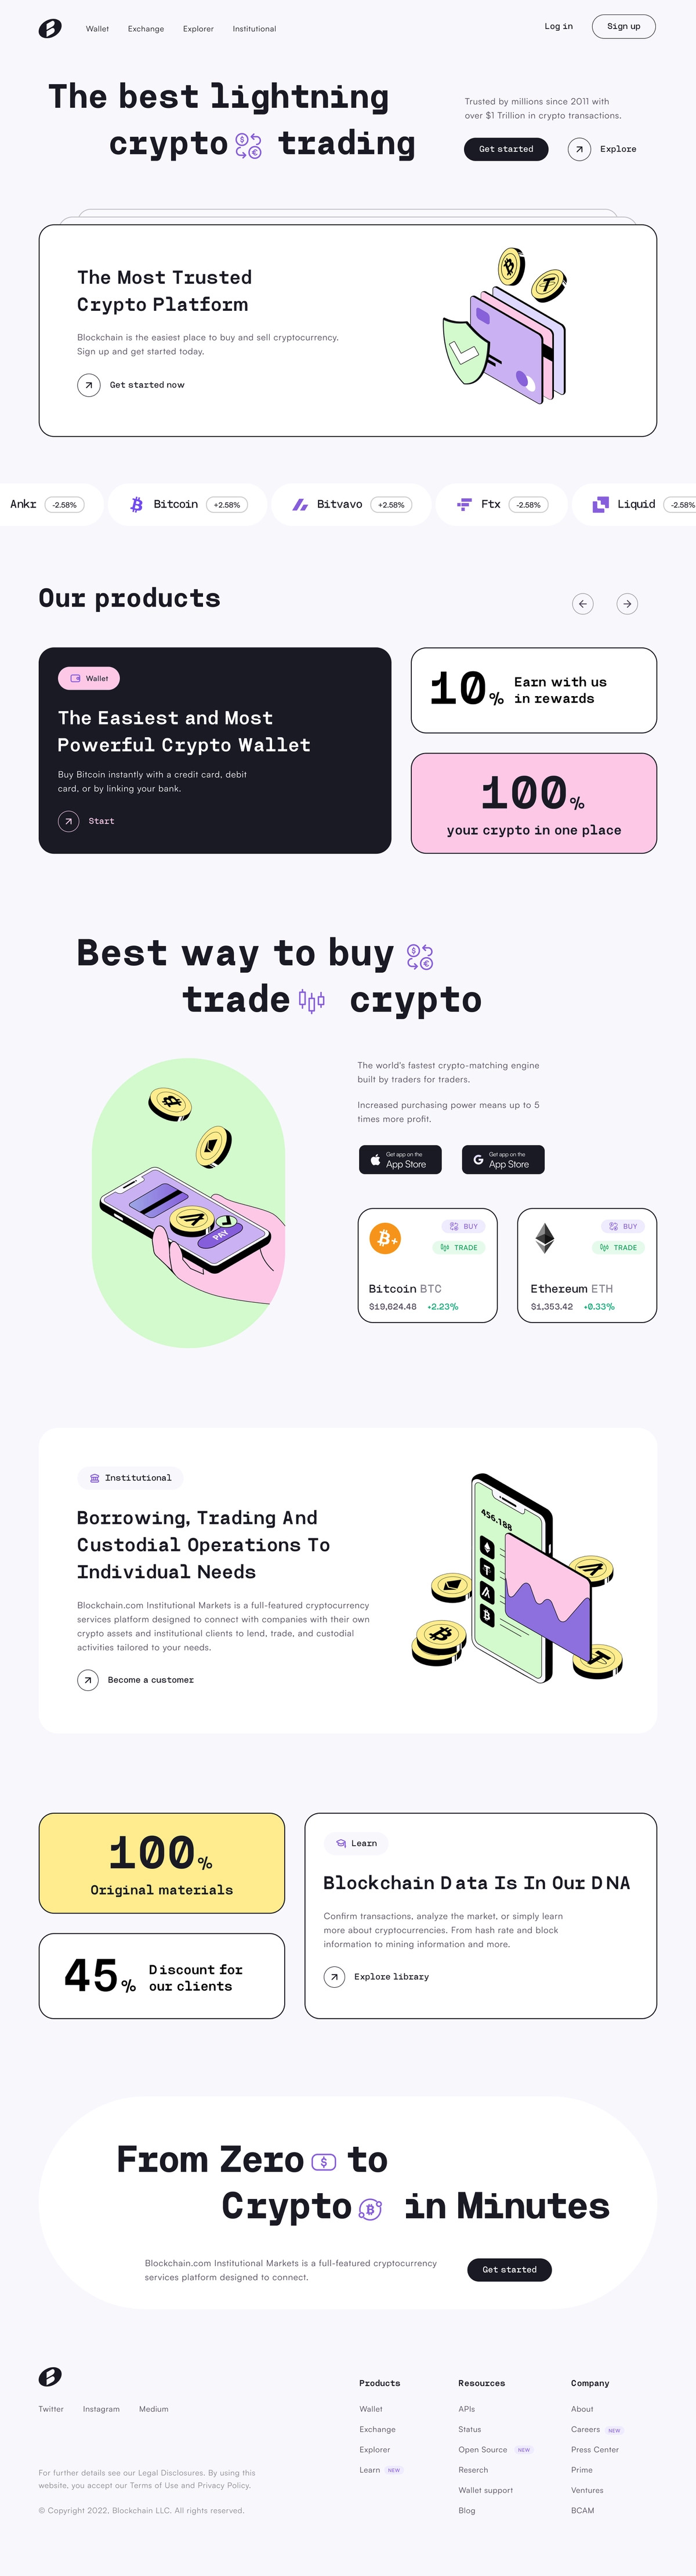 Wallet
Exchange
Explorer
Institutional
Log in
Sign up
The best lightning
crypto trading
Trusted by millions since 2011 with
over $1 Trillion in crypto transactions.
Get started
Explore
The Most Trusted
Crypto Platform
Blockchain is the easiest place to buy and sell cryptocurrency.
Sign up and get started today.
Get started now
Ankr -2.58%
Bitcoin +2.58%
Bitvavo +2.58%
Ftx -2.58%
Liquid -2.58%
Our products
Wallet
The Easiest and Most
Powerful Crypto Wallet
Buy Bitcoin instantly with a credit card, debit
card, or by linking your bank.
Start
10%
Earn with us
in rewards
100%
your crypto in one place
Best way to buy
trade crypto
PAY
The world's fastest crypto-matching engine
built by traders for traders.
Increased purchasing power means up to 5
times more profit.
Get app on the
App Store
Get app on the
App Store
BUY
TRADE
Bitcoin BTC
$19,624.48 +2.23%
BUY
TRADE
Ethereum ETH
$1,353.42 +0.33%
Institutional
Borrowing, Trading And
Custodial Operations To
Individual Needs
Blockchain.com Institutional Markets is a full-featured cryptocurrency
services platform designed to connect with companies with their own
crypto assets and institutional clients to lend, trade, and custodial
activities tailored to your needs.
Become a customer
456.188
100%
Original materials
45%
Discount for
our clients
Learn
Blockchain Data Is In Our DNA
Confirm transactions, analyze the market, or simply learn
more about cryptocurrencies. From hash rate and block
information to mining information and more.
Explore library
From Zero to
Crypto in Minutes
Blockchain.com Institutional Markets is a full-featured cryptocurrency
services platform designed to connect.
Get started
Twitter
Instagram
Medium
For further details see our Legal Disclosures. By using this
website, you accept our Terms of Use and Privacy Policy.
© Copyright 2022, Blockchain LLC. All rights reserved.
Products
Wallet
Exchange
Explorer
Learn NEW
Resources
APIs
Status
Open Source NEW
Reserch
Wallet support
Blog
Company
About
Careers NEW
Press Center
Prime
Ventures
BCAM